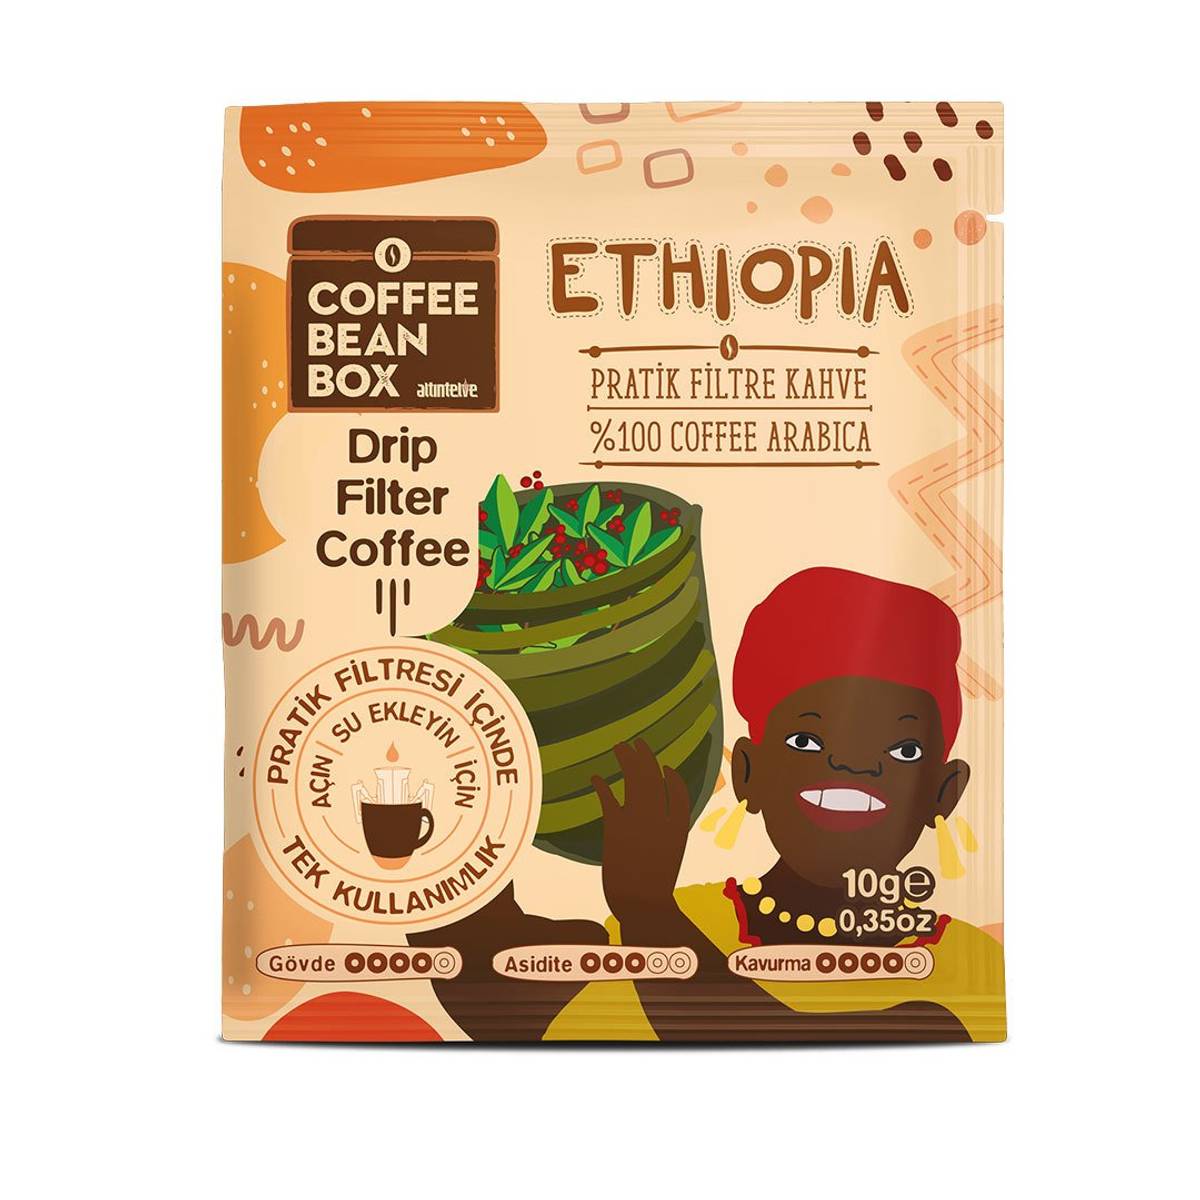 COFFEE
BEAN
BOX altıntelve
ETHIOPIA
PRATİK FİLTRE KAHVE
%100 COFFEE ARABICA
Drip
Filter
Coffee
PRATİK FİLTRESİ İÇİNDE
AÇIN / SU EKLEYİN / İÇİN
TEK KULLANIMLIK
10g℮
0,35oz
Gövde
Asidite
Kavurma